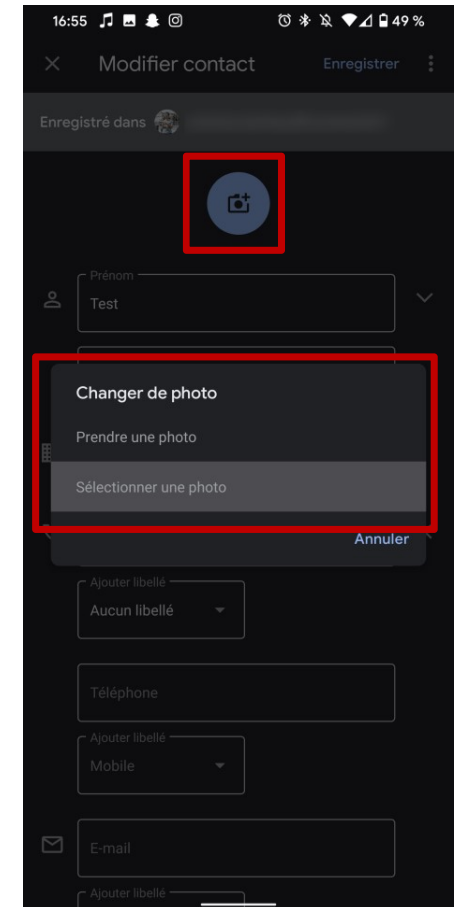 16:55
49 %
Modifier contact
Enregistrer
Enregistré dans
Prénom
Test
Changer de photo
Prendre une photo
Sélectionner une photo
Annuler
Ajouter libellé
Aucun libellé
Téléphone
Ajouter libellé
Mobile
E-mail
Ajouter libellé